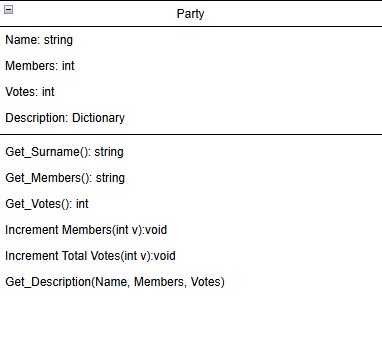 Party
Name: string
Members: int
Votes: int
Description: Dictionary
Get_Surname(): string
Get_Members(): string
Get_Votes(): int
Increment Members(int v):void
Increment Total Votes(int v):void
Get_Description(Name, Members, Votes)